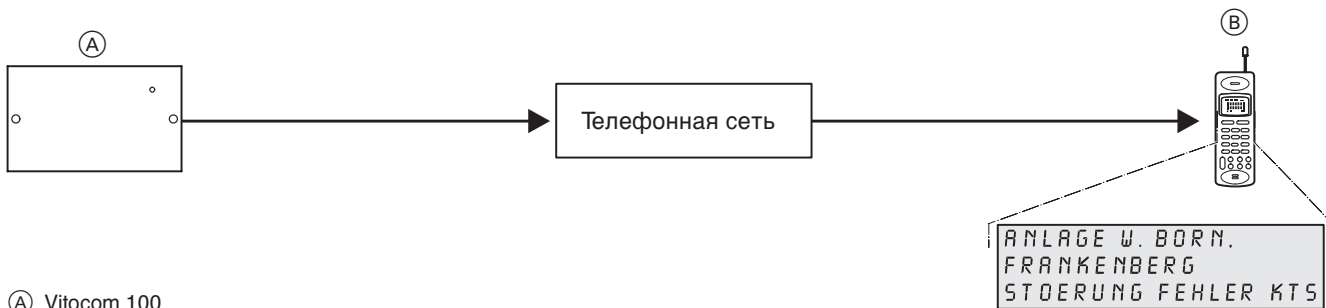 Ⓐ
Ⓑ
Телефонная сеть
ANLAGE W. BORN,
FRANKENBERG
STOERUNG FEHLER KTS
Ⓐ Vitocom 100